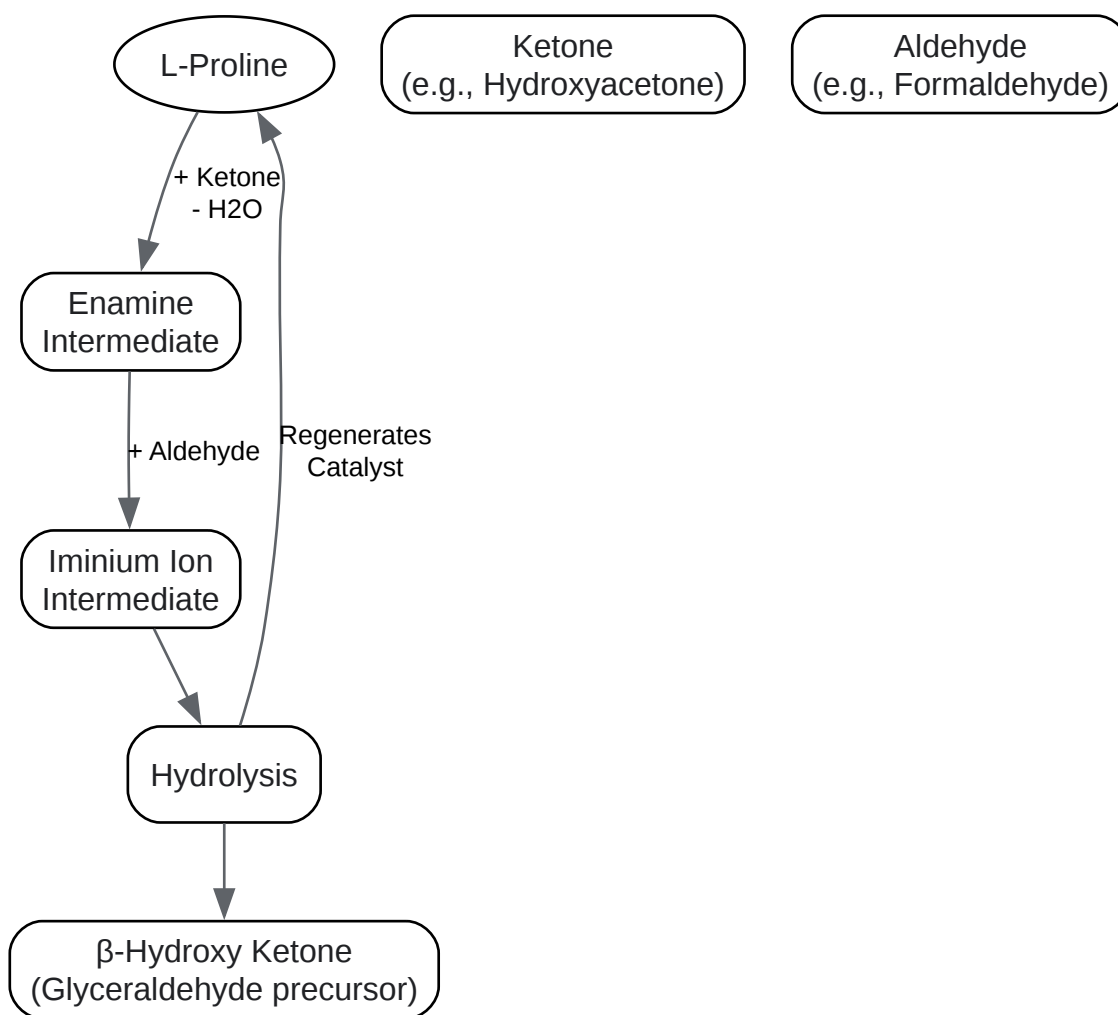 L-Proline
Ketone
(e.g., Hydroxyacetone)
Aldehyde
(e.g., Formaldehyde)
+ Ketone
- H2O
Enamine
Intermediate
+ Aldehyde
Regenerates
Catalyst
Iminium Ion
Intermediate
Hydrolysis
β-Hydroxy Ketone
(Glyceraldehyde precursor)